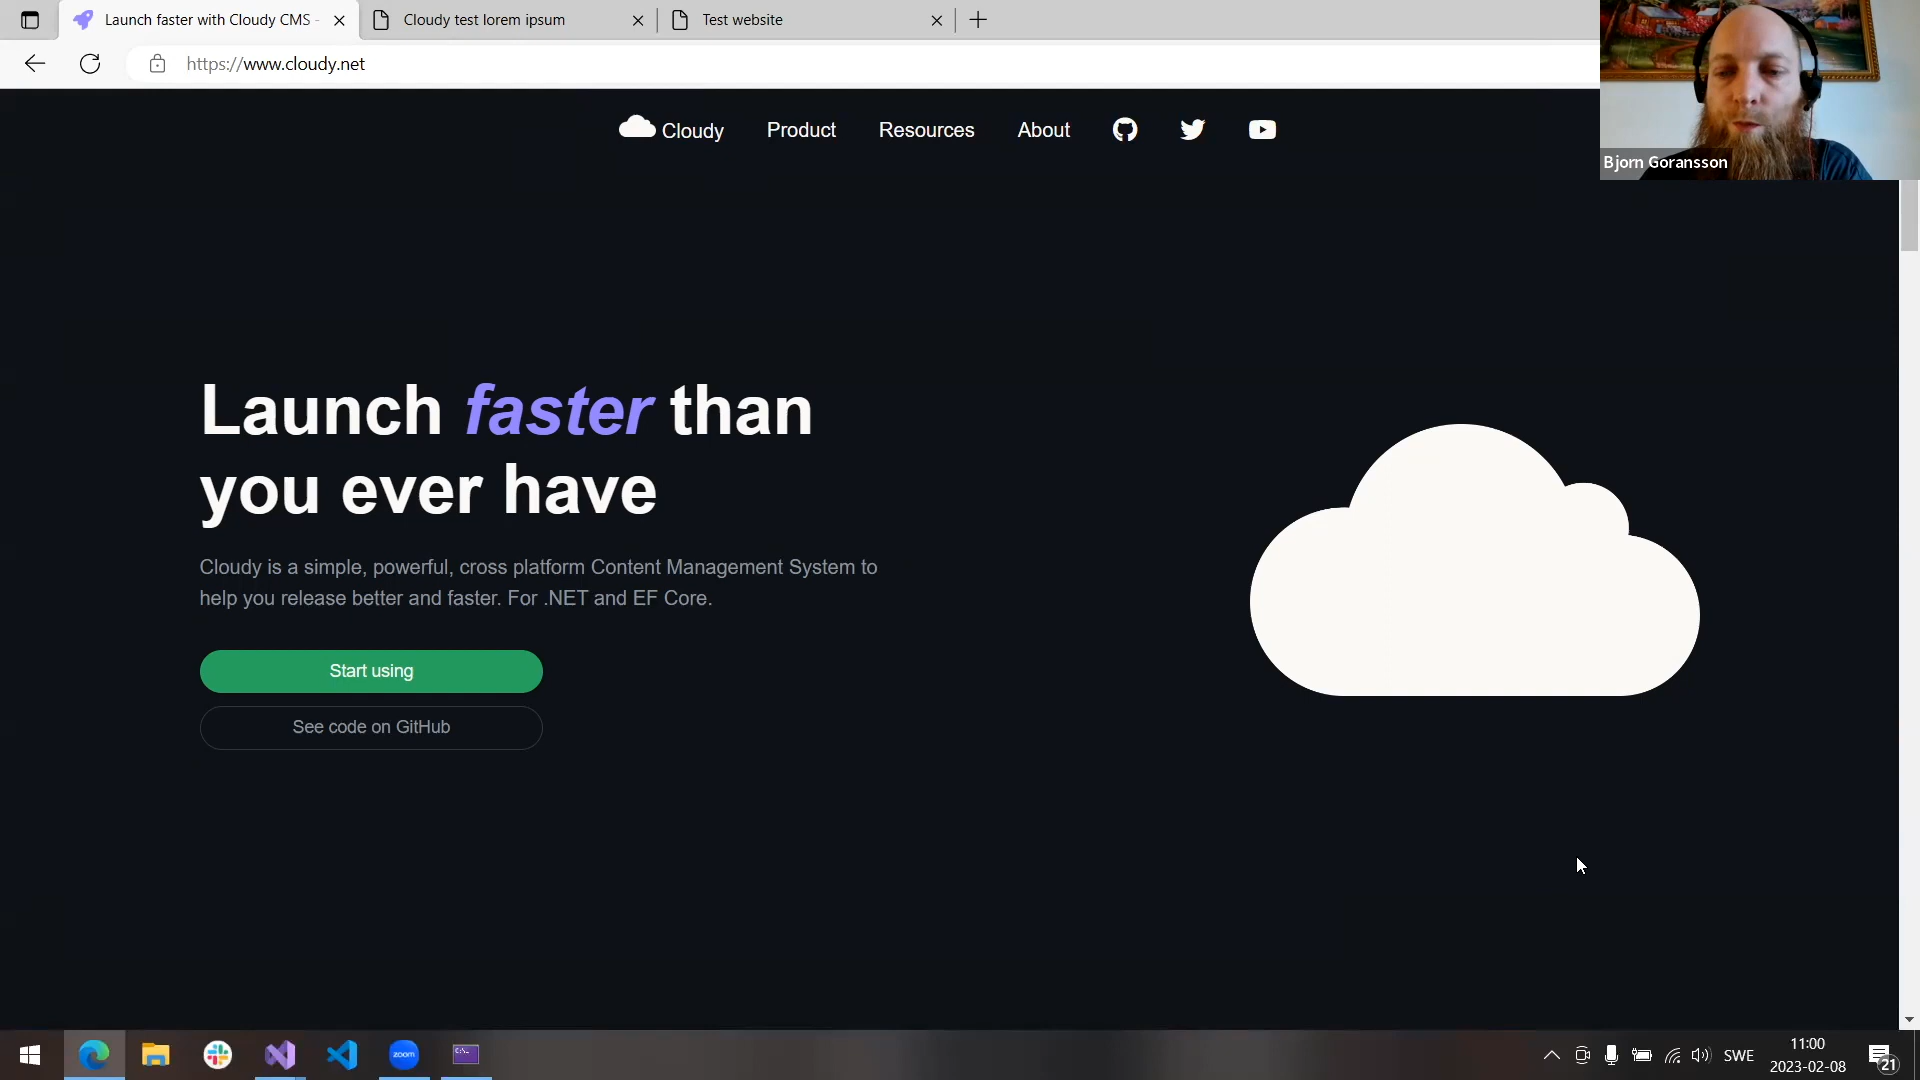 Launch faster with Cloudy CMS -
Cloudy test lorem ipsum
Test website
https://www.cloudy.net
Bjorn Goransson
Cloudy
Product
Resources
About
Launch faster than
you ever have
Cloudy is a simple, powerful, cross platform Content Management System to
help you release better and faster. For .NET and EF Core.
Start using
See code on GitHub
zoom
C:\.
SWE
11:00
2023-02-08
21